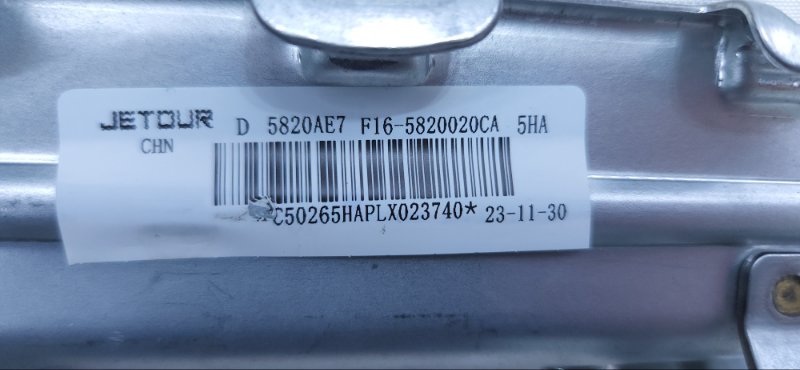 JETOUR D 5820AE7 F16-5820020CA 5HA
CHN
C50265HAPLX023740* 23-11-30